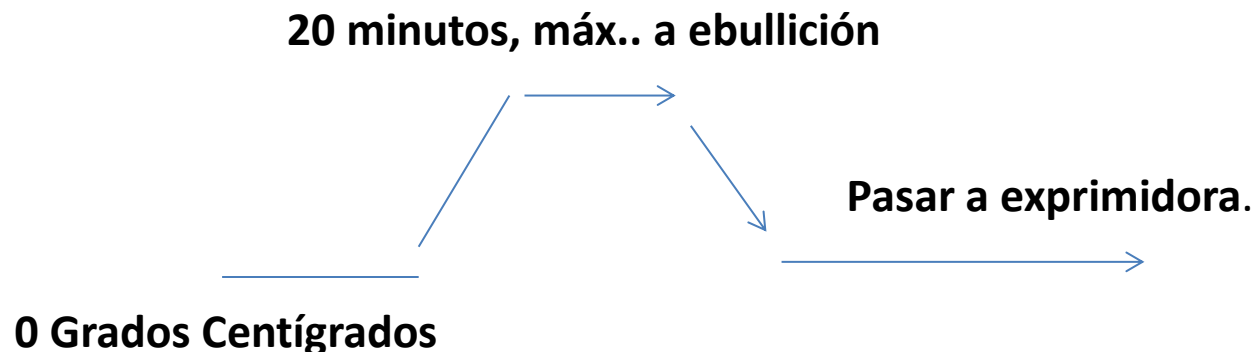 20 minutos, máx.. a ebullición
Pasar a exprimidora.
0 Grados Centígrados